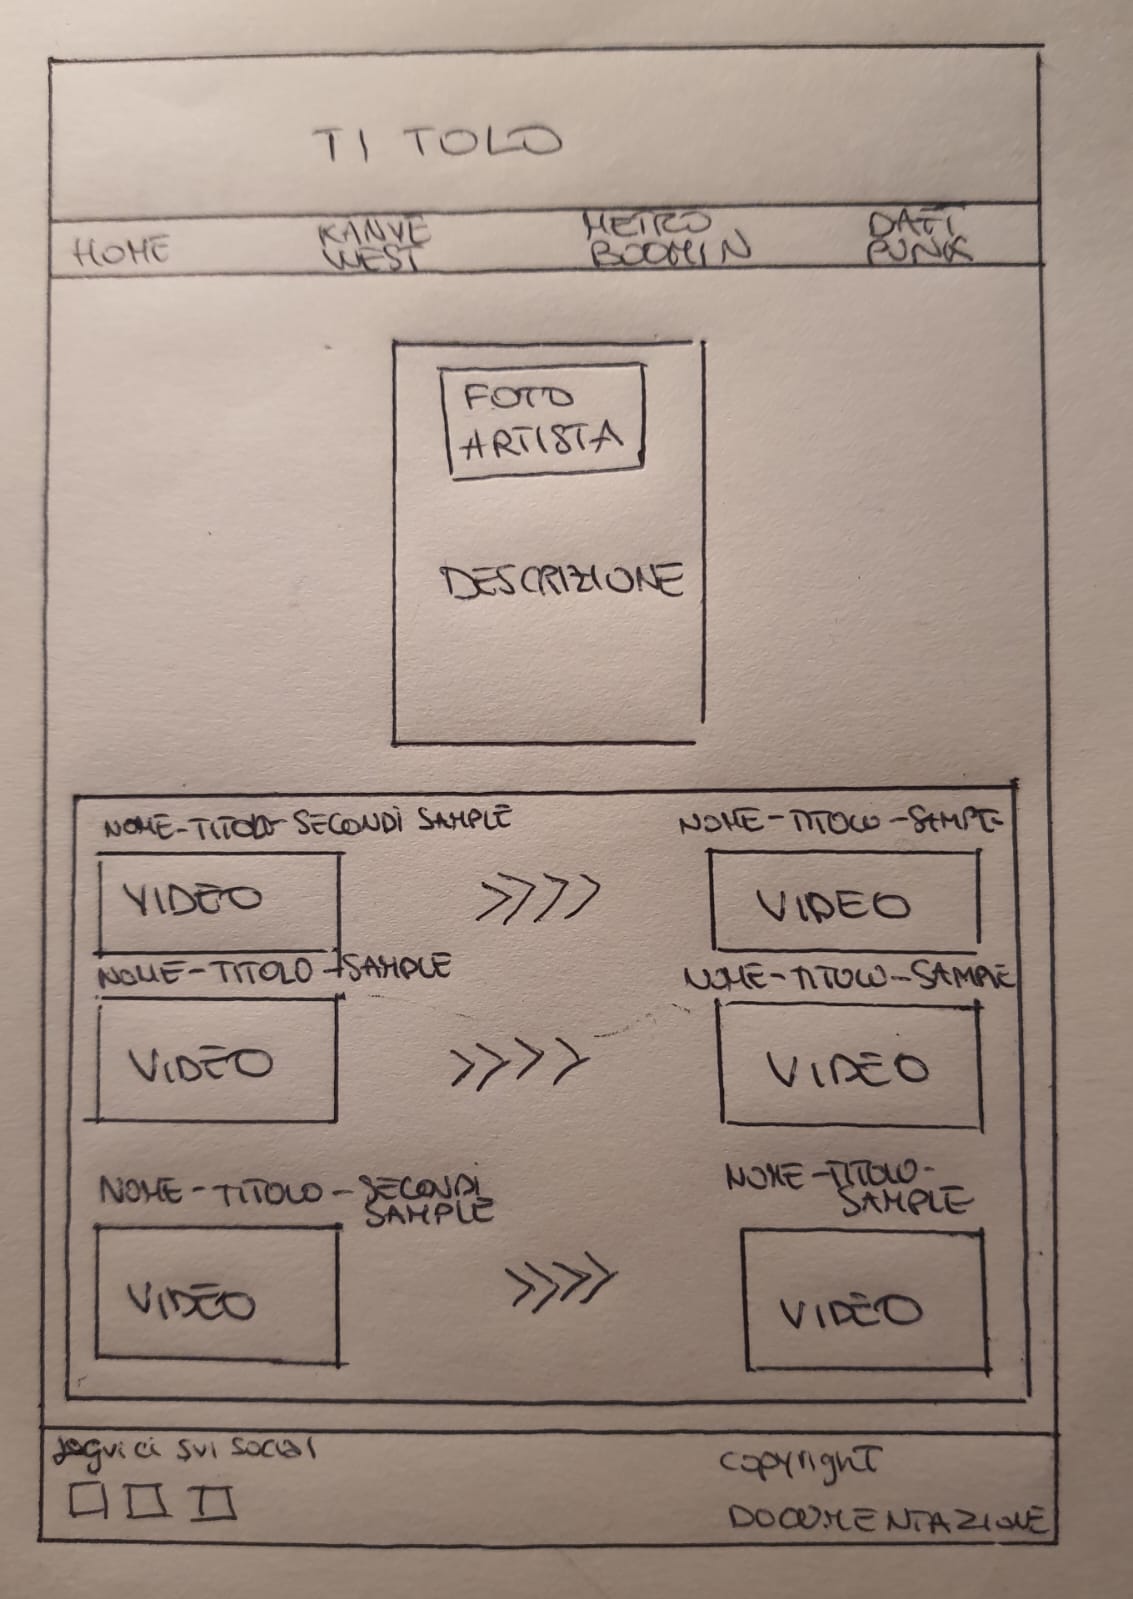 TITOLO
HOME KANYE WEST METRO BOOMIN DAFT PUNK
FOTO
ARTISTA
DESCRIZIONE
NOME-TITOLO-SECONDI SAMPLE NOME-TITOLO-SAMPLE
VIDEO >>>> VIDEO
NOME-TITOLO-SAMPLE NOME-TITOLO-SAMPLE
VIDEO >>>> VIDEO
NOME-TITOLO-SECONDI SAMPLE NOME-TITOLO-SAMPLE
VIDEO >>>> VIDEO
seguici sui social
copyright
DOCUMENTAZIONE